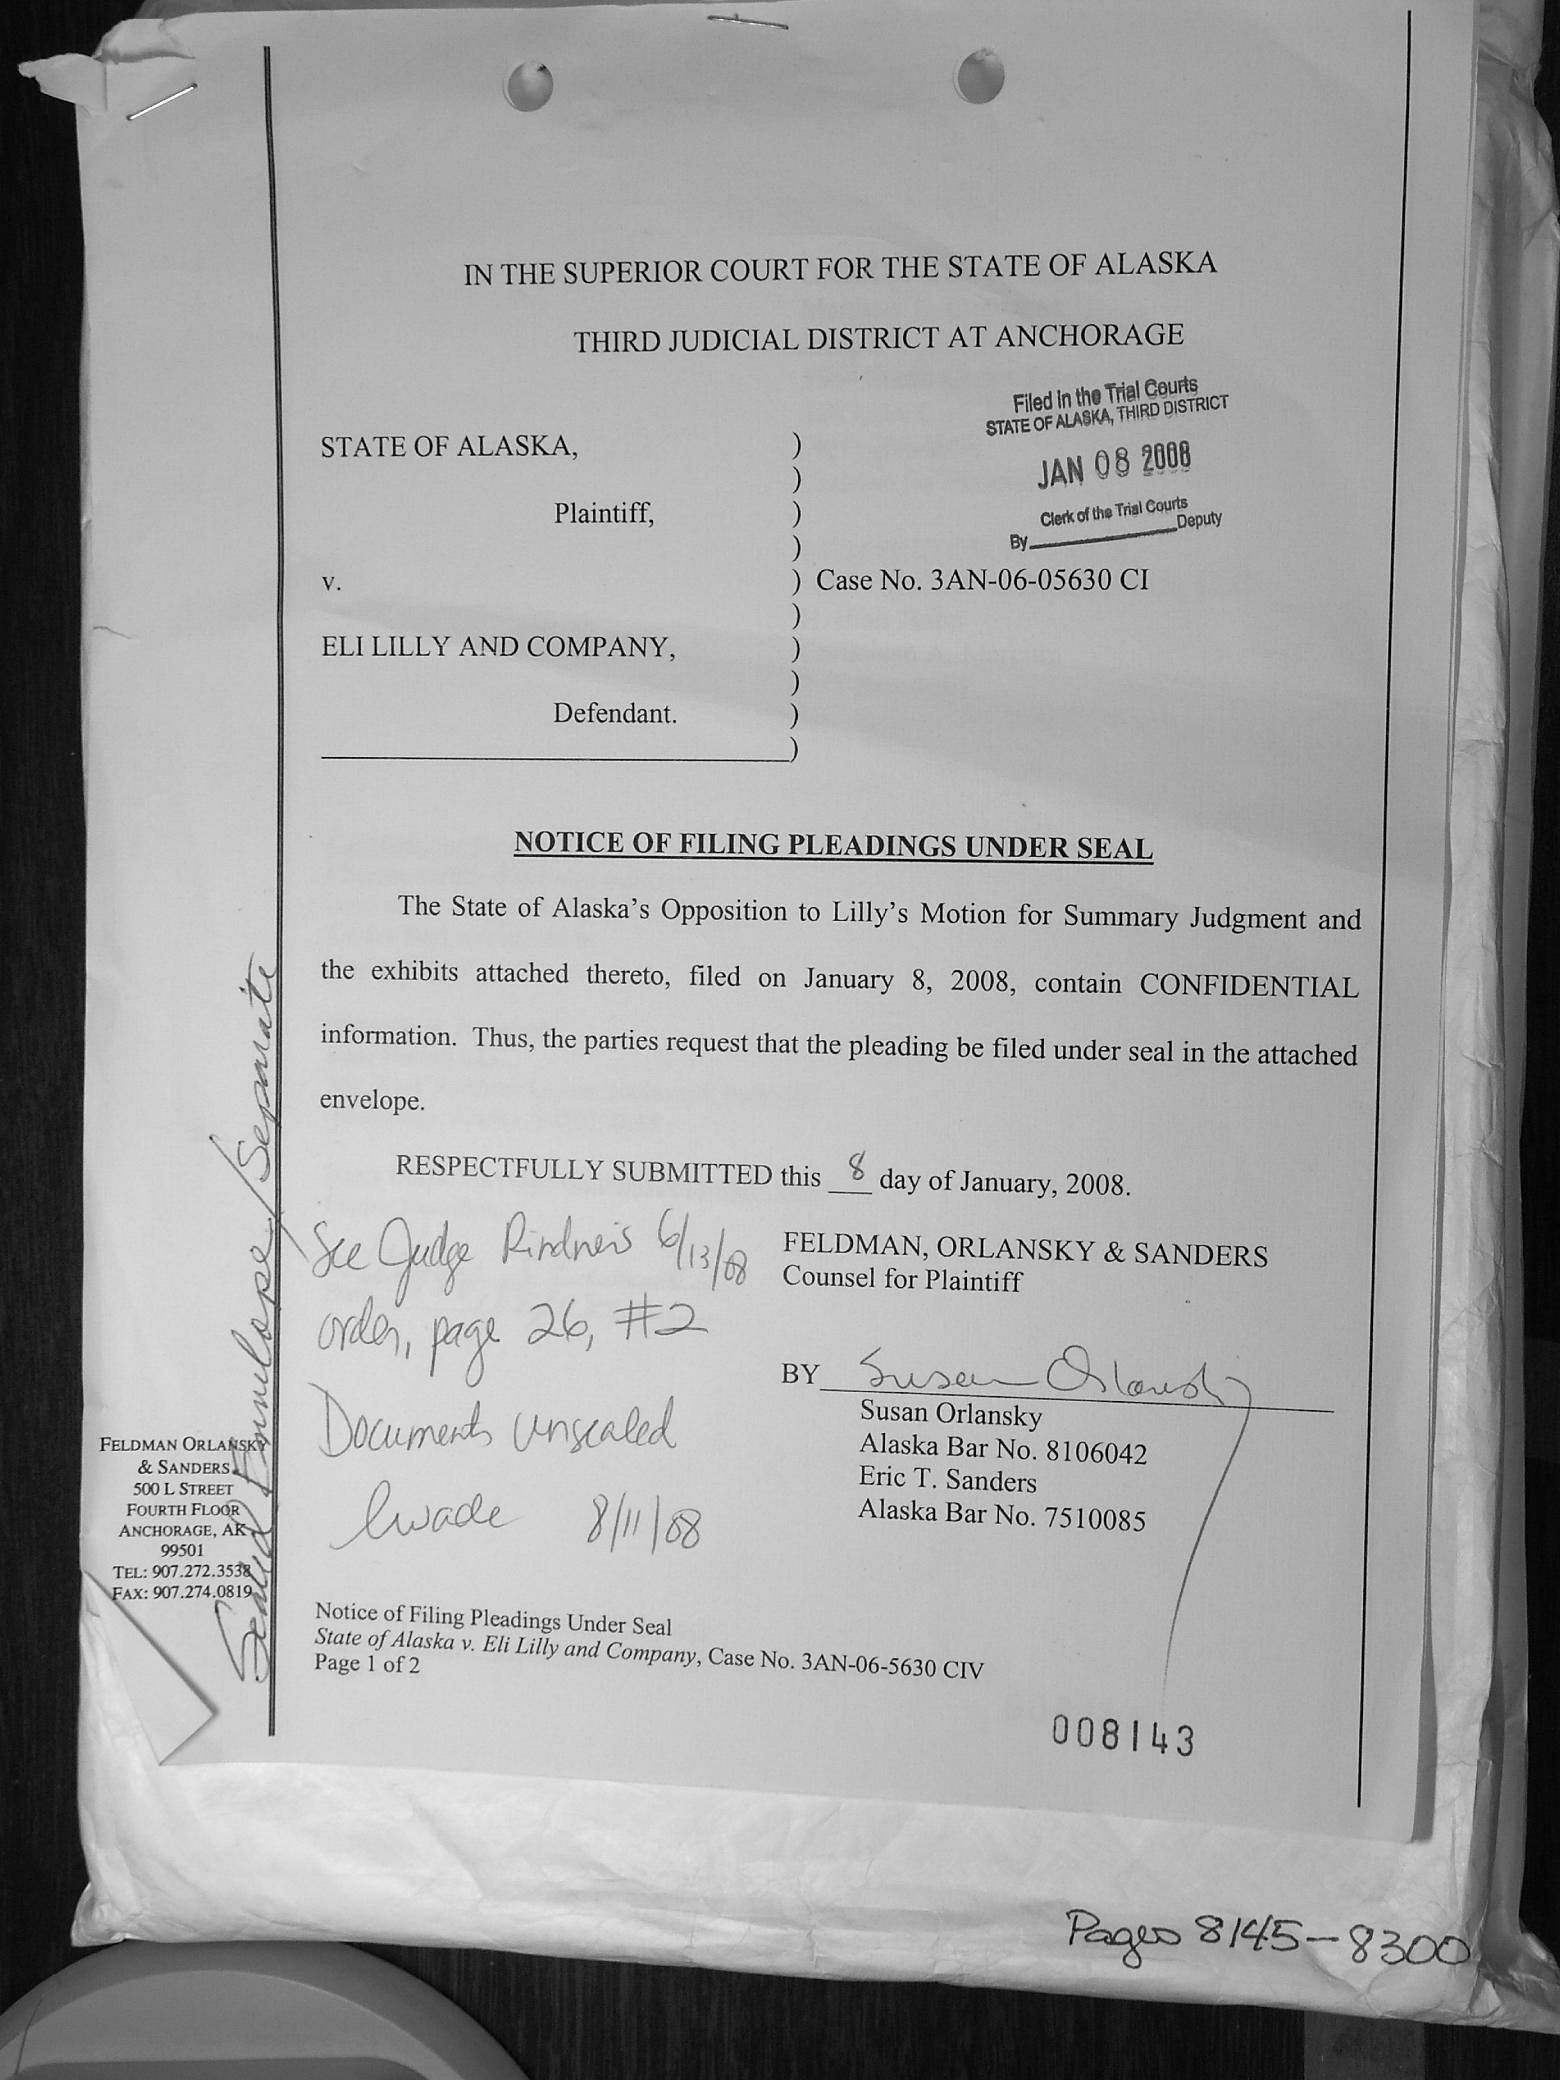 IN THE SUPERIOR COURT FOR THE STATE OF ALASKA
THIRD JUDICIAL DISTRICT AT ANCHORAGE
Filed in the Trial Courts
STATE OF ALASKA, THIRD DISTRICT
JAN 08 2008
Clerk of the Trial Courts
By Deputy
STATE OF ALASKA, )
)
Plaintiff, )
)
v. ) Case No. 3AN-06-05630 CI
)
ELI LILLY AND COMPANY, )
)
Defendant. )
)
NOTICE OF FILING PLEADINGS UNDER SEAL
The State of Alaska's Opposition to Lilly's Motion for Summary Judgment and
the exhibits attached thereto, filed on January 8, 2008, contain CONFIDENTIAL
information. Thus, the parties request that the pleading be filed under seal in the attached
envelope.
RESPECTFULLY SUBMITTED this 8 day of January, 2008.
See Judge Rindner's 6/13/08
order, page 26, #2
Documents unsealed
lwade 8/11/08
FELDMAN, ORLANSKY & SANDERS
Counsel for Plaintiff
BY Susan Orlansky
Susan Orlansky
Alaska Bar No. 8106042
Eric T. Sanders
Alaska Bar No. 7510085
Sealed Envelope/Separate
FELDMAN ORLANSKY
& SANDERS
500 L STREET
FOURTH FLOOR
ANCHORAGE, AK
99501
TEL: 907.272.3538
FAX: 907.274.0819
Notice of Filing Pleadings Under Seal
State of Alaska v. Eli Lilly and Company, Case No. 3AN-06-5630 CIV
Page 1 of 2
008143
Pages 8145-8300